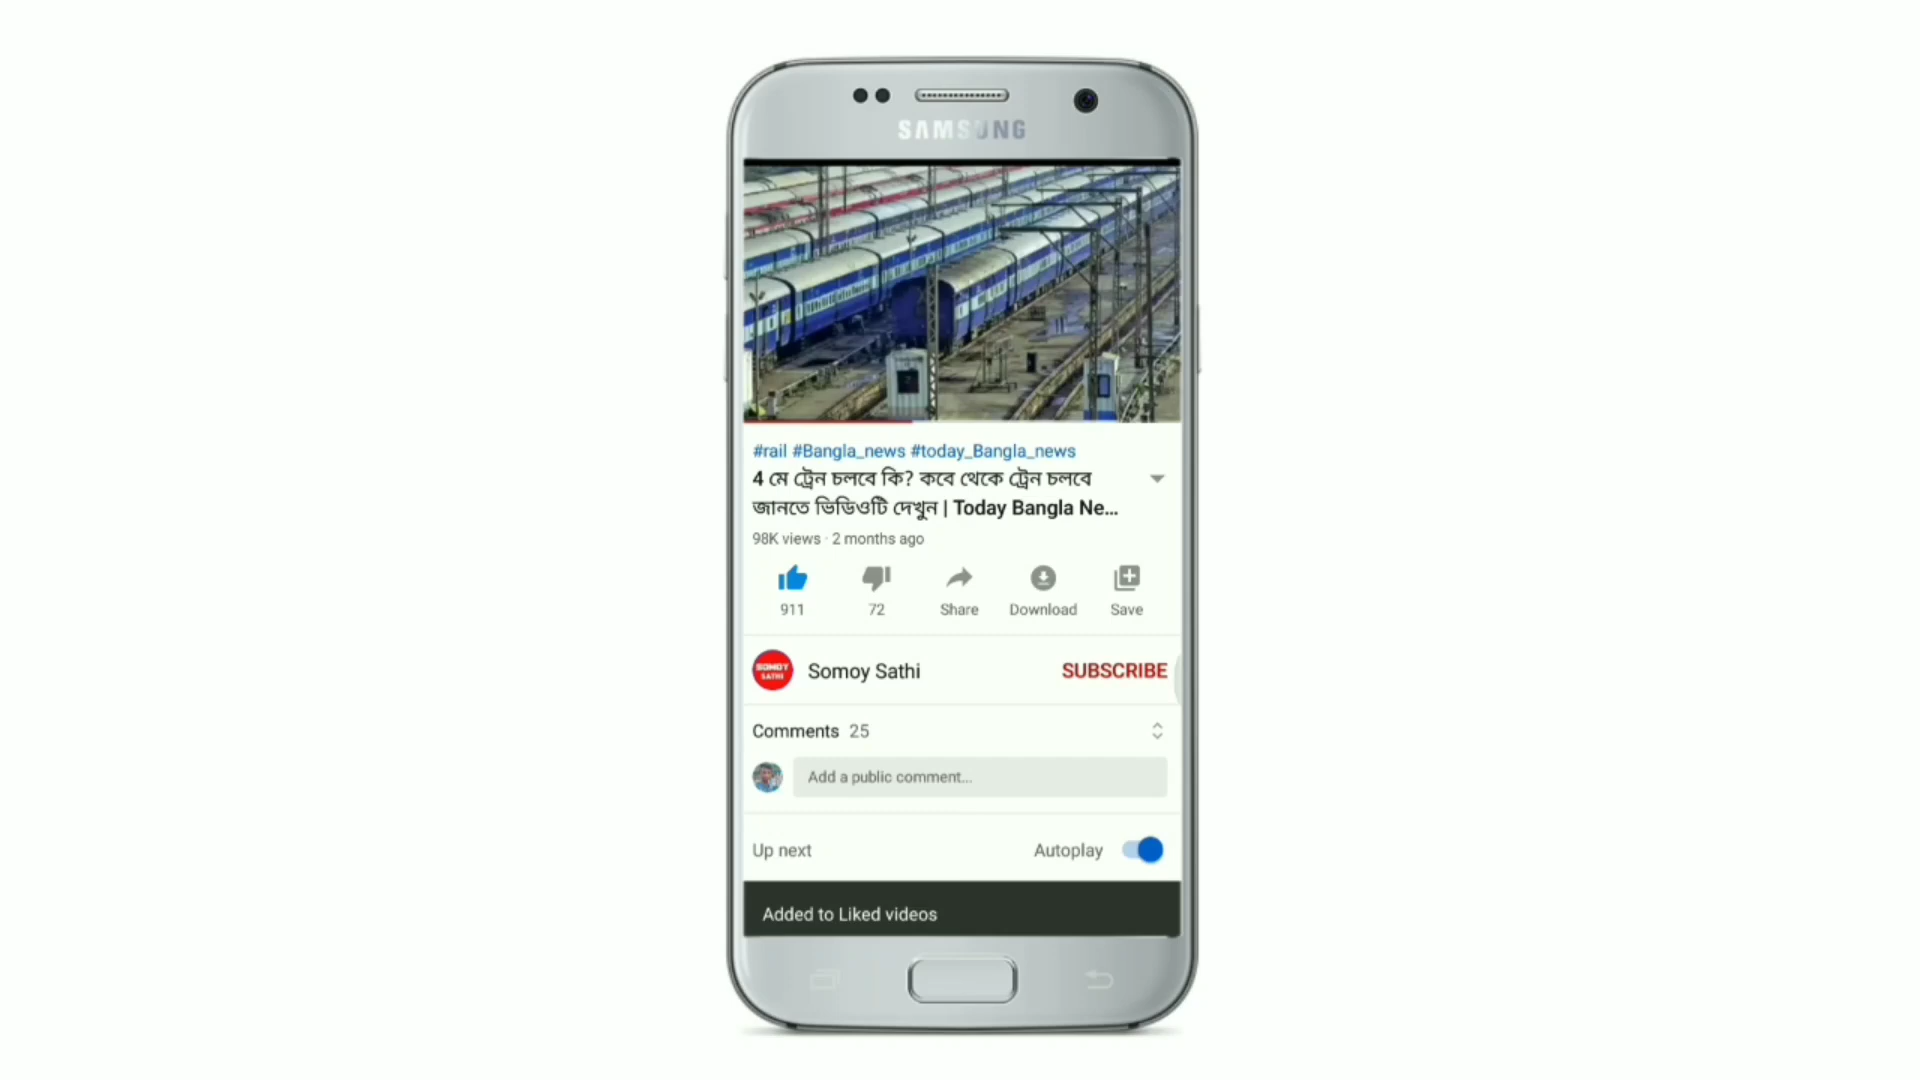 SAMSUNG
#rail #Bangla_news #today_Bangla_news
4 মে ট্রেন চলবে কি? কবে থেকে ট্রেন চলবে
জানতে ভিডিওটি দেখুন | Today Bangla Ne...
98K views · 2 months ago
911 72 Share Download Save
SOMOY
SATHI
Somoy Sathi SUBSCRIBE
Comments 25
Add a public comment...
Up next Autoplay
Added to Liked videos